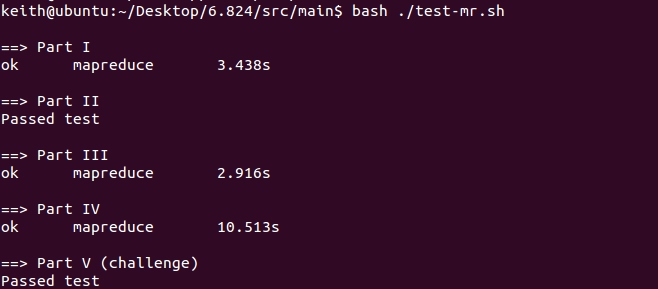 keith@ubuntu:~/Desktop/6.824/src/main$ bash ./test-mr.sh
==> Part I
ok mapreduce 3.438s
==> Part II
Passed test
==> Part III
ok mapreduce 2.916s
==> Part IV
ok mapreduce 10.513s
==> Part V (challenge)
Passed test